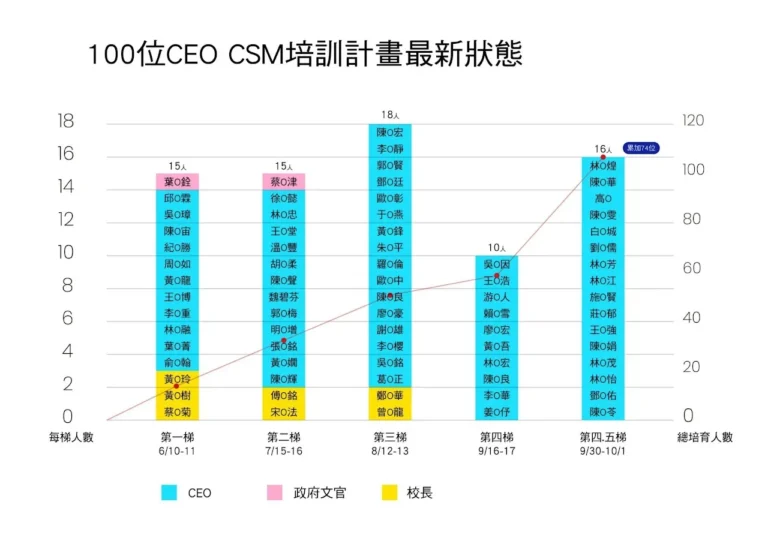 100位CEO CSM培訓計畫最新狀態
18
16
14
12
10
8
6
4
2
0
每梯人數
15人
葉O銓
邱O霖
吳O璋
陳O宙
紀O勝
周O如
黃O龍
王O博
李O重
林O融
葉O菁
俞O翰
黃O玲
黃O樹
蔡O菊
第一梯
6/10-11
15人
蔡O津
徐O懿
林O忠
王O堂
溫O豐
胡O柔
陳O聲
魏碧芬
郭O梅
明O增
張O銘
黃O嫺
陳O輝
傅O銘
宋O法
第二梯
7/15-16
18人
陳O宏
李O靜
郭O賢
鄧O廷
歐O彰
于O燕
黃O鋒
朱O平
羅O倫
歐O中
陳O良
廖O豪
謝O雄
李O櫻
吳O銘
葛O正
鄭O華
曾O龍
第三梯
8/12-13
10人
吳O因
王O浩
游O人
賴O雪
廖O宏
黃O吾
林O宏
陳O良
李O華
姜O伃
第四梯
9/16-17
16人
累加74位
林O煌
陳O華
高O
陳O雯
白O城
劉O儒
林O芳
林O江
施O賢
莊O郁
王O強
陳O娟
林O茂
林O怡
鄧O佑
陳O苓
第四.五梯
9/30-10/1
120
100
80
60
40
20
0
總培育人數
CEO
政府文官
校長